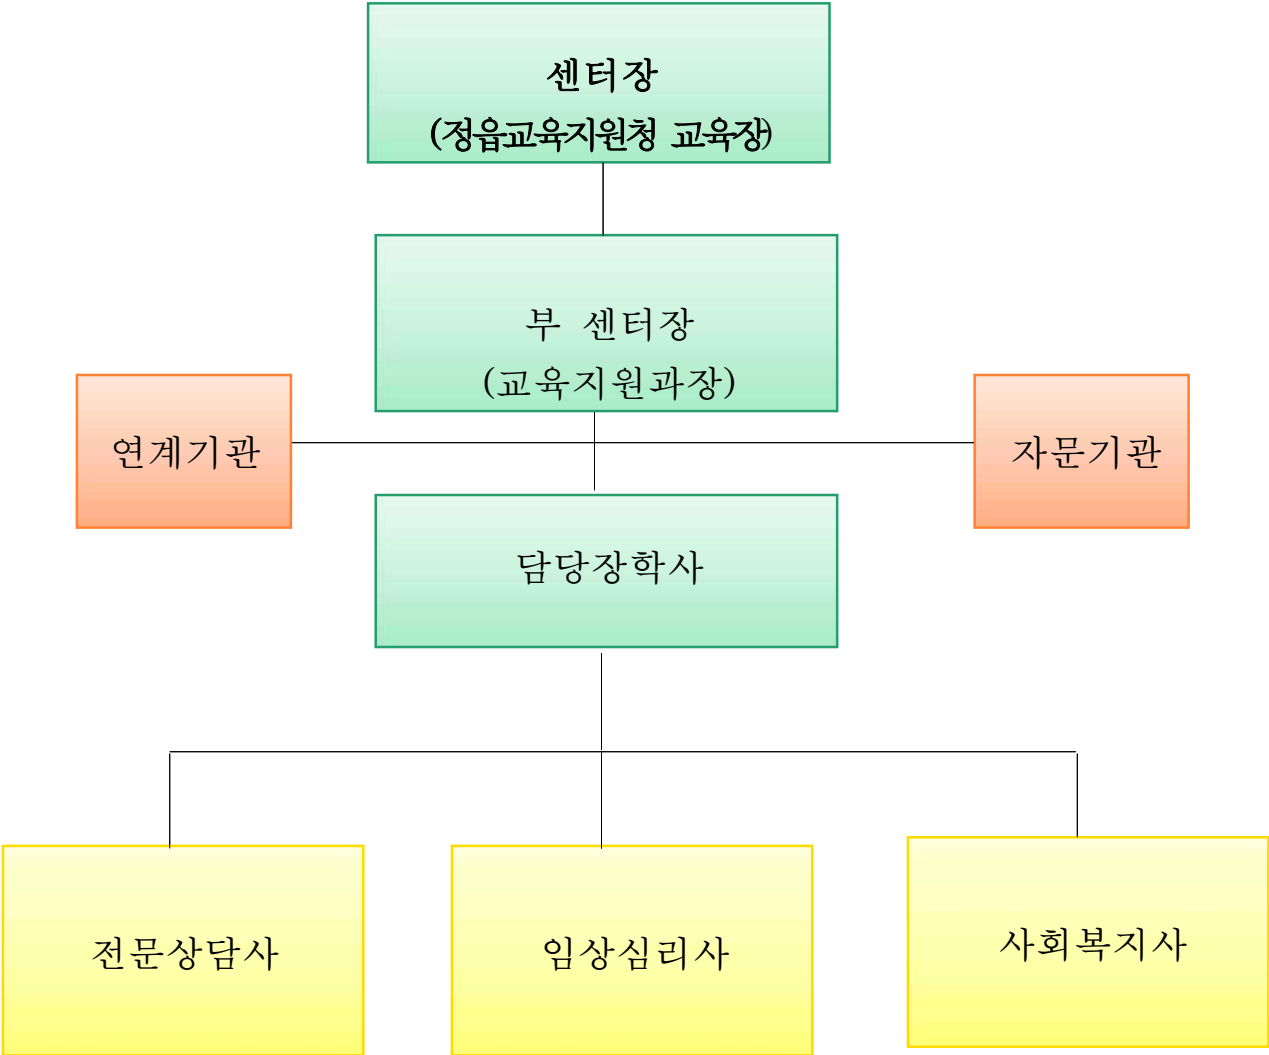 센터장
(정읍교육지원청 교육장)
부 센터장
(교육지원과장)
연계기관
자문기관
담당장학사
전문상담사
임상심리사
사회복지사